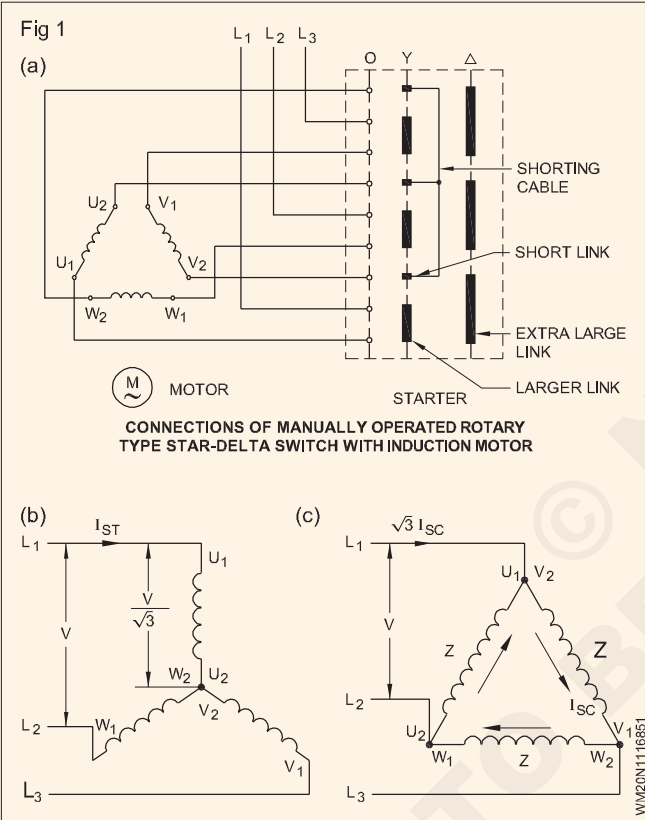 Fig 1
(a)
L1 L2 L3
O Y Δ
SHORTING
CABLE
U2 V1
U1 V2
SHORT LINK
W2 W1
EXTRA LARGE
LINK
M
~
MOTOR
STARTER
LARGER LINK
CONNECTIONS OF MANUALLY OPERATED ROTARY
TYPE STAR-DELTA SWITCH WITH INDUCTION MOTOR
(b)
L1
IST
U1
V
V/√3
W2 U2
V2
L2
W1
V1
L3
(c)
L1
√3 ISC
U1 V2
V
Z
Z
ISC
L2
U2
W1
Z
V1
W2
L3
WM20N1116851
©
TO BE